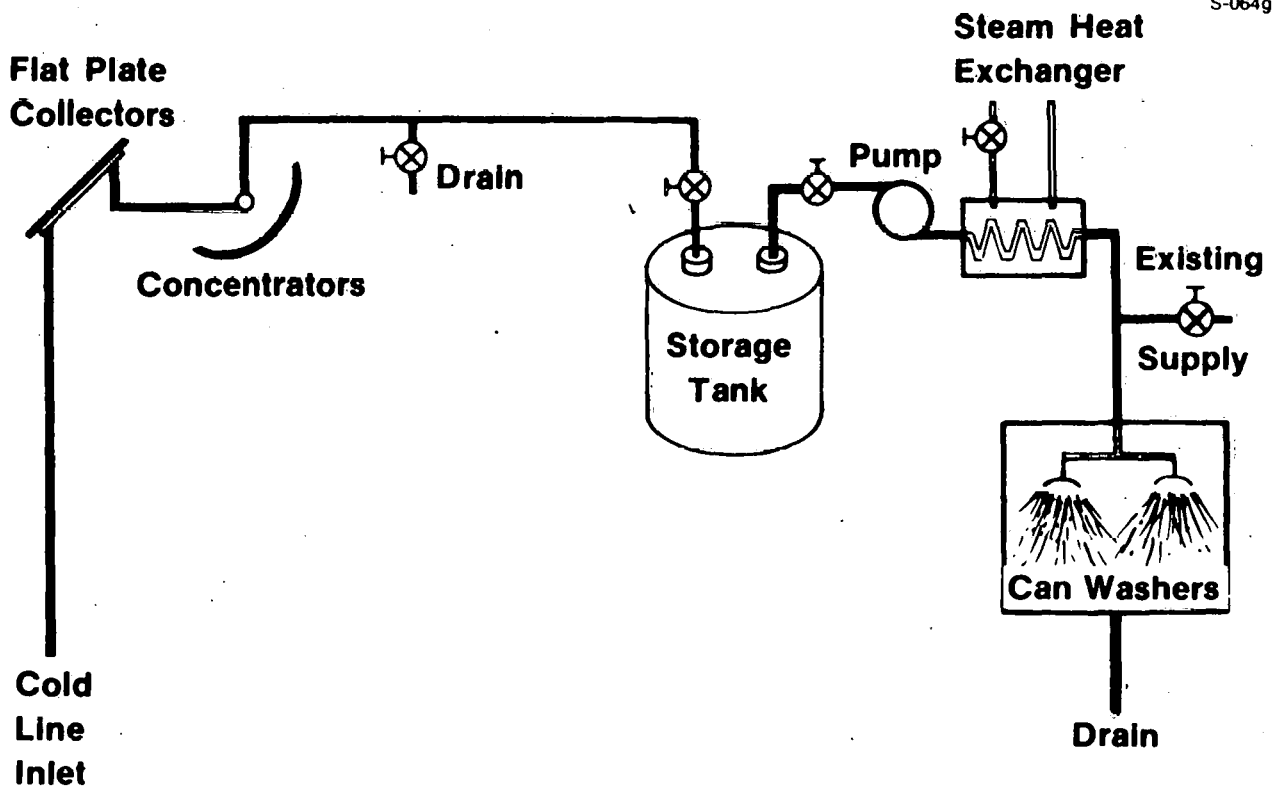 S-064g
Steam Heat
Exchanger
Flat Plate
Collectors
Drain
Pump
Concentrators
Existing
Supply
Storage
Tank
Can Washers
Cold
Line
Inlet
Drain